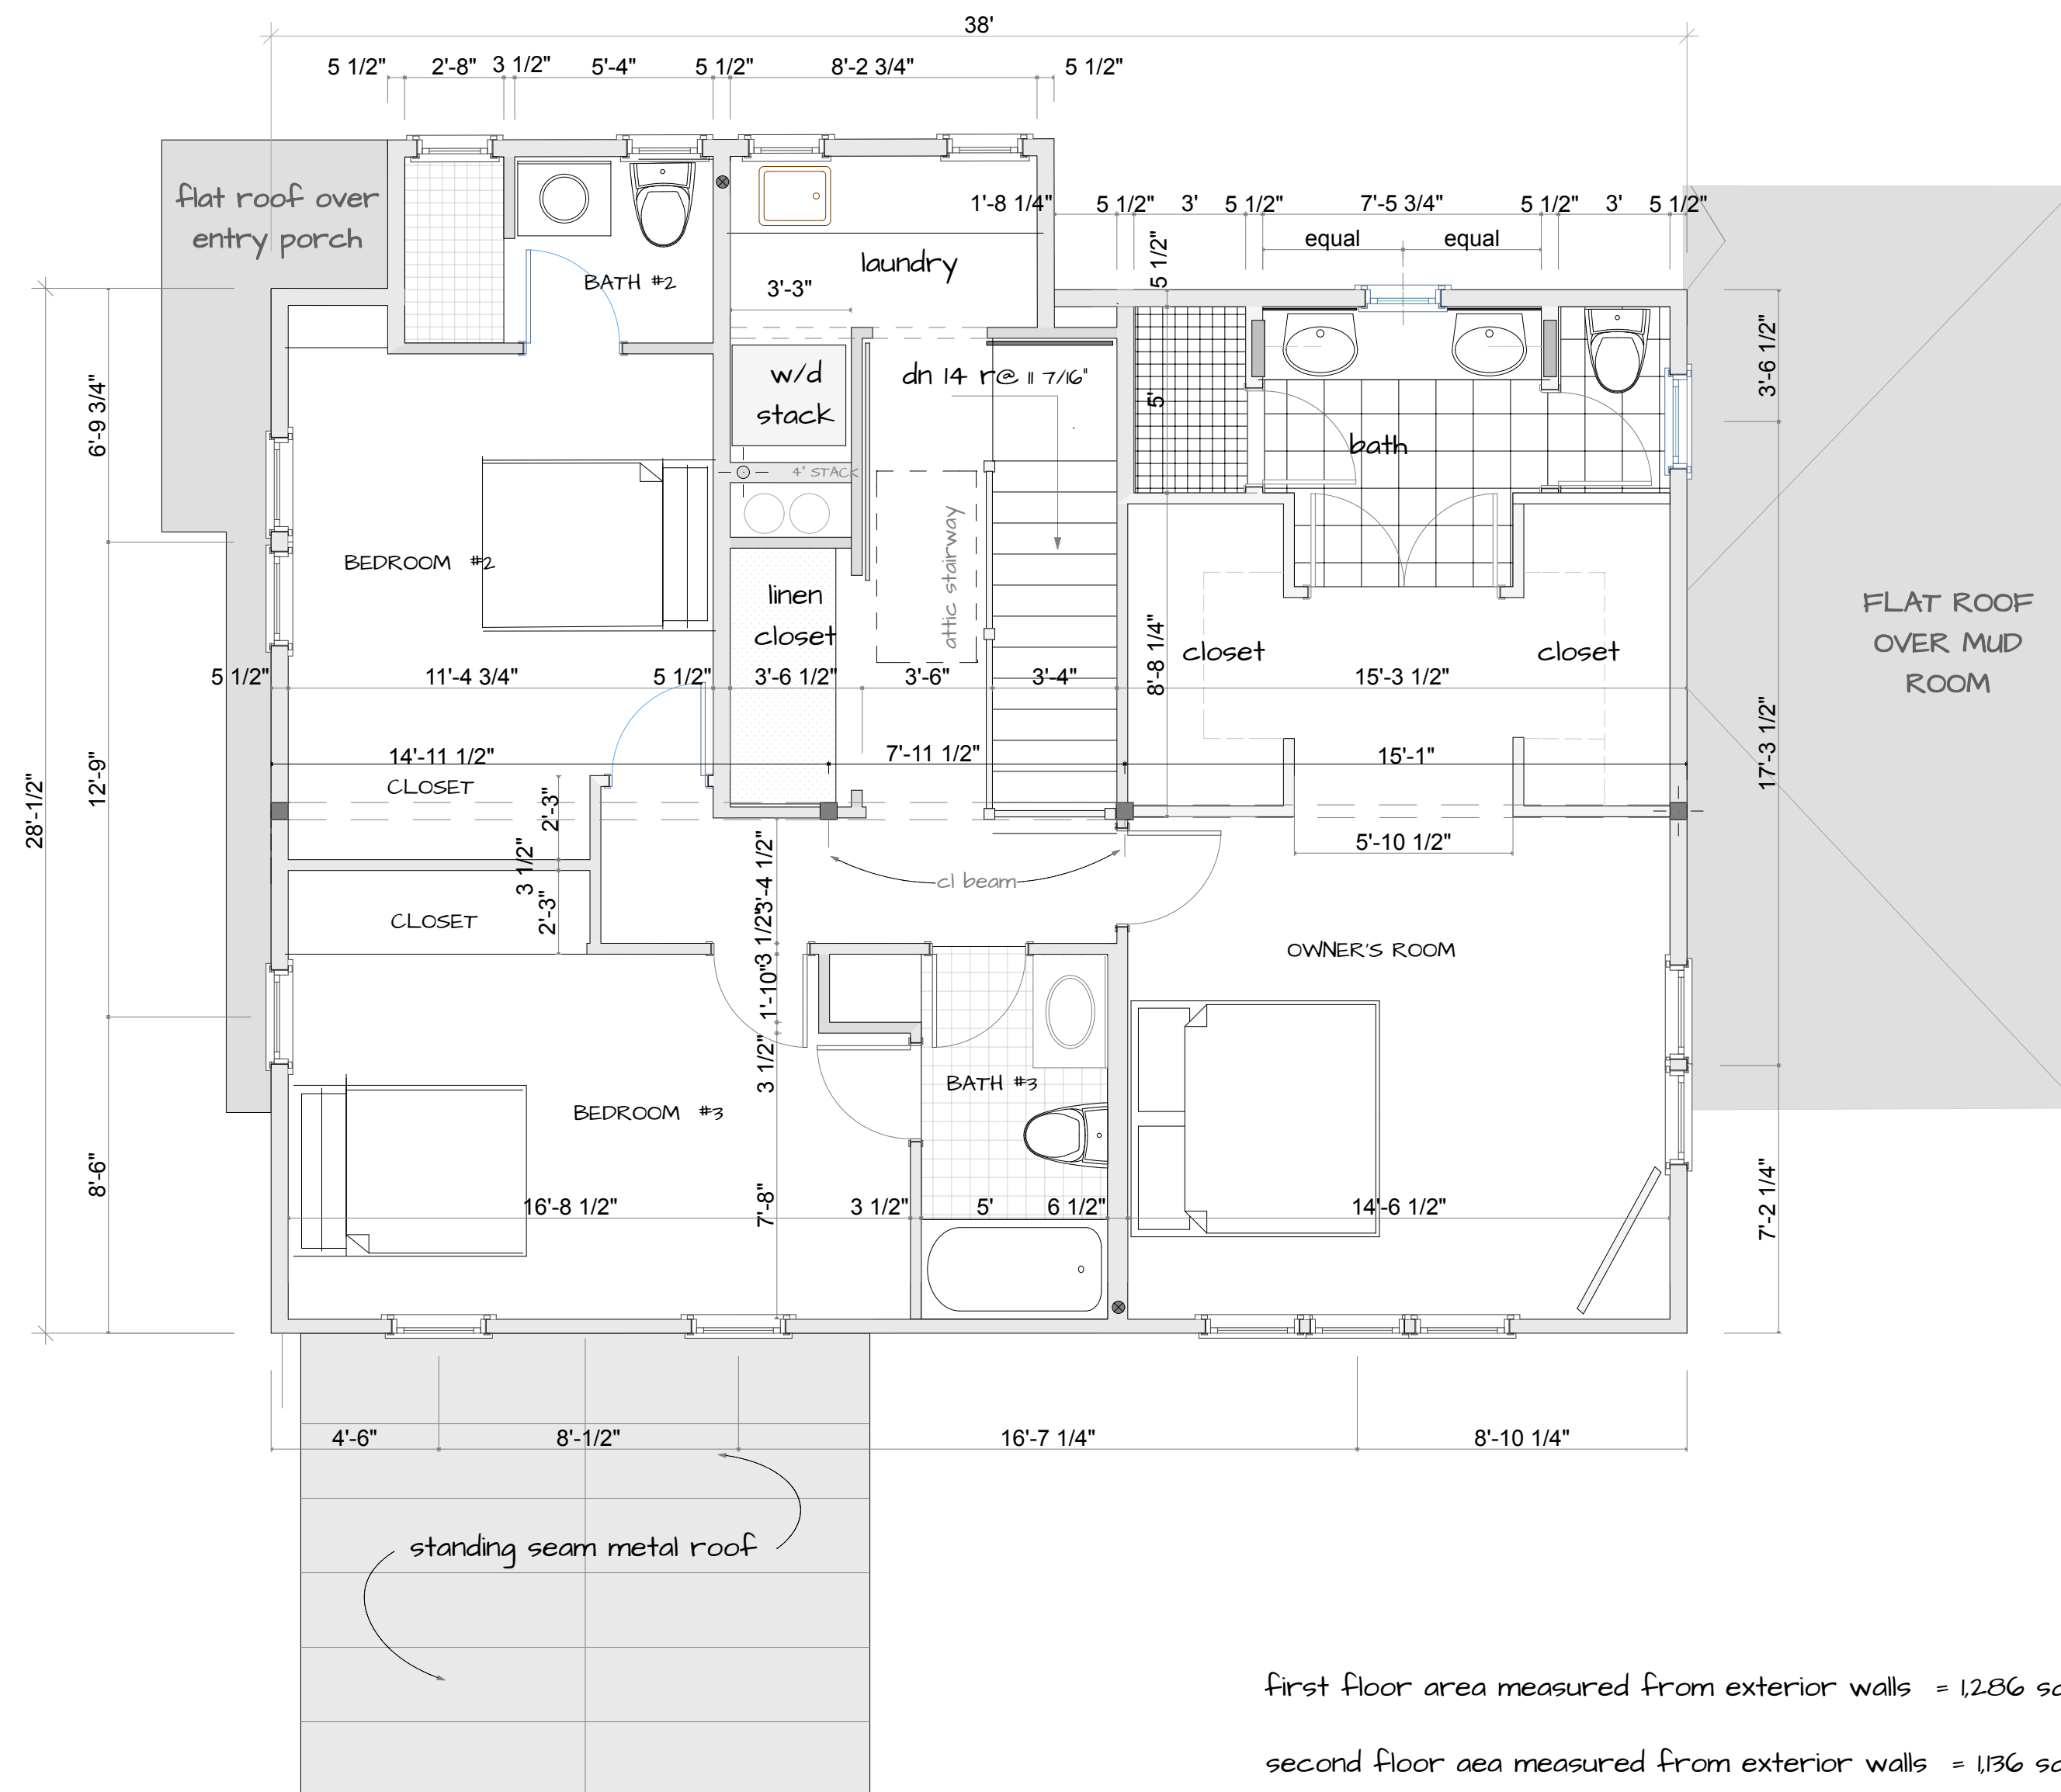 38'
5 1/2" 2'-8" 3 1/2" 5'-4" 5 1/2" 8'-2 3/4" 5 1/2"
flat roof over
entry porch
1'-8 1/4" 5 1/2" 3' 5 1/2" 7'-5 3/4" 5 1/2" 3' 5 1/2"
equal equal
5 1/2"
laundry
BATH #2
3'-3"
w/d
stack
dn 14 r@ 11 7/16"
5'
3'-6 1/2"
6'-9 3/4"
bath
4" STACK
BEDROOM #2
attic stairway
linen
closet
closet
closet
8'-8 1/4"
FLAT ROOF
OVER MUD
ROOM
5 1/2" 11'-4 3/4" 5 1/2" 3'-6 1/2" 3'-6" 3'-4" 15'-3 1/2"
14'-11 1/2" 7'-11 1/2" 15'-1"
17'-3 1/2"
12'-9"
28'-1/2"
CLOSET
2'-3"
3 1/2"
2'-3"
CLOSET
5'-10 1/2"
cl beam
3'-4 1/2"
3 1/2"
1'-10"
3 1/2"
7'-8"
OWNER'S ROOM
BATH #3
BEDROOM #3
8'-6"
7'-2 1/4"
16'-8 1/2" 3 1/2" 5' 6 1/2" 14'-6 1/2"
4'-6" 8'-1/2" 16'-7 1/4" 8'-10 1/4"
standing seam metal roof
first floor area measured from exterior walls = 1,286
second floor aea measured from exterior walls = 1,136